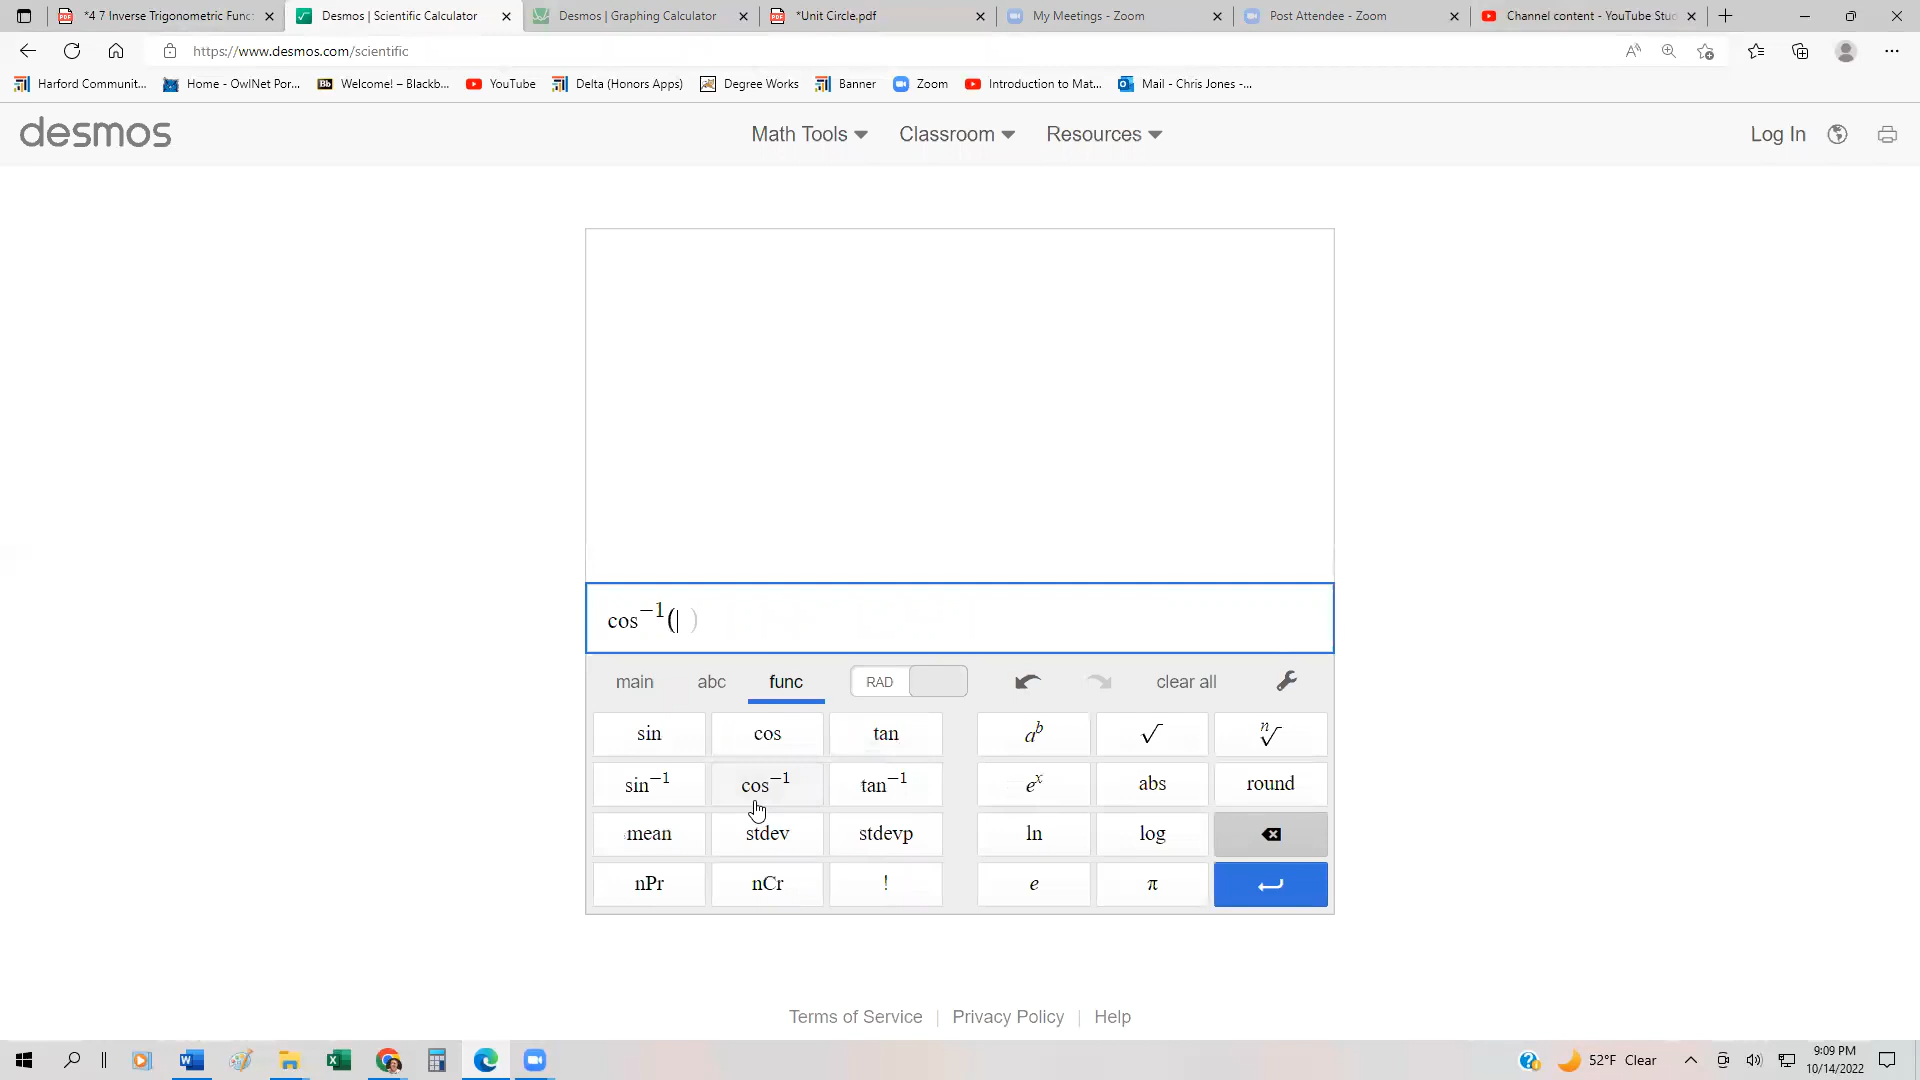 *4 7 Inverse Trigonometric Func
Desmos | Scientific Calculator
Desmos | Graphing Calculator
*Unit Circle.pdf
My Meetings - Zoom
Post Attendee - Zoom
Channel content - YouTube Stu
https://www.desmos.com/scientific
Harford Communit...
Home - OwlNet Por...
Bb Welcome! – Blackb...
YouTube
Delta (Honors Apps)
Degree Works
Banner
Zoom
Introduction to Mat...
Mail - Chris Jones -...
desmos
Math Tools
Classroom
Resources
Log In
cos⁻¹( )
main abc func RAD clear all
sin cos tan aᵇ √ ⁿ√
sin⁻¹ cos⁻¹ tan⁻¹ eˣ abs round
mean stdev stdevp ln log
nPr nCr ! e π
Terms of Service | Privacy Policy | Help
52°F Clear
9:09 PM
10/14/2022